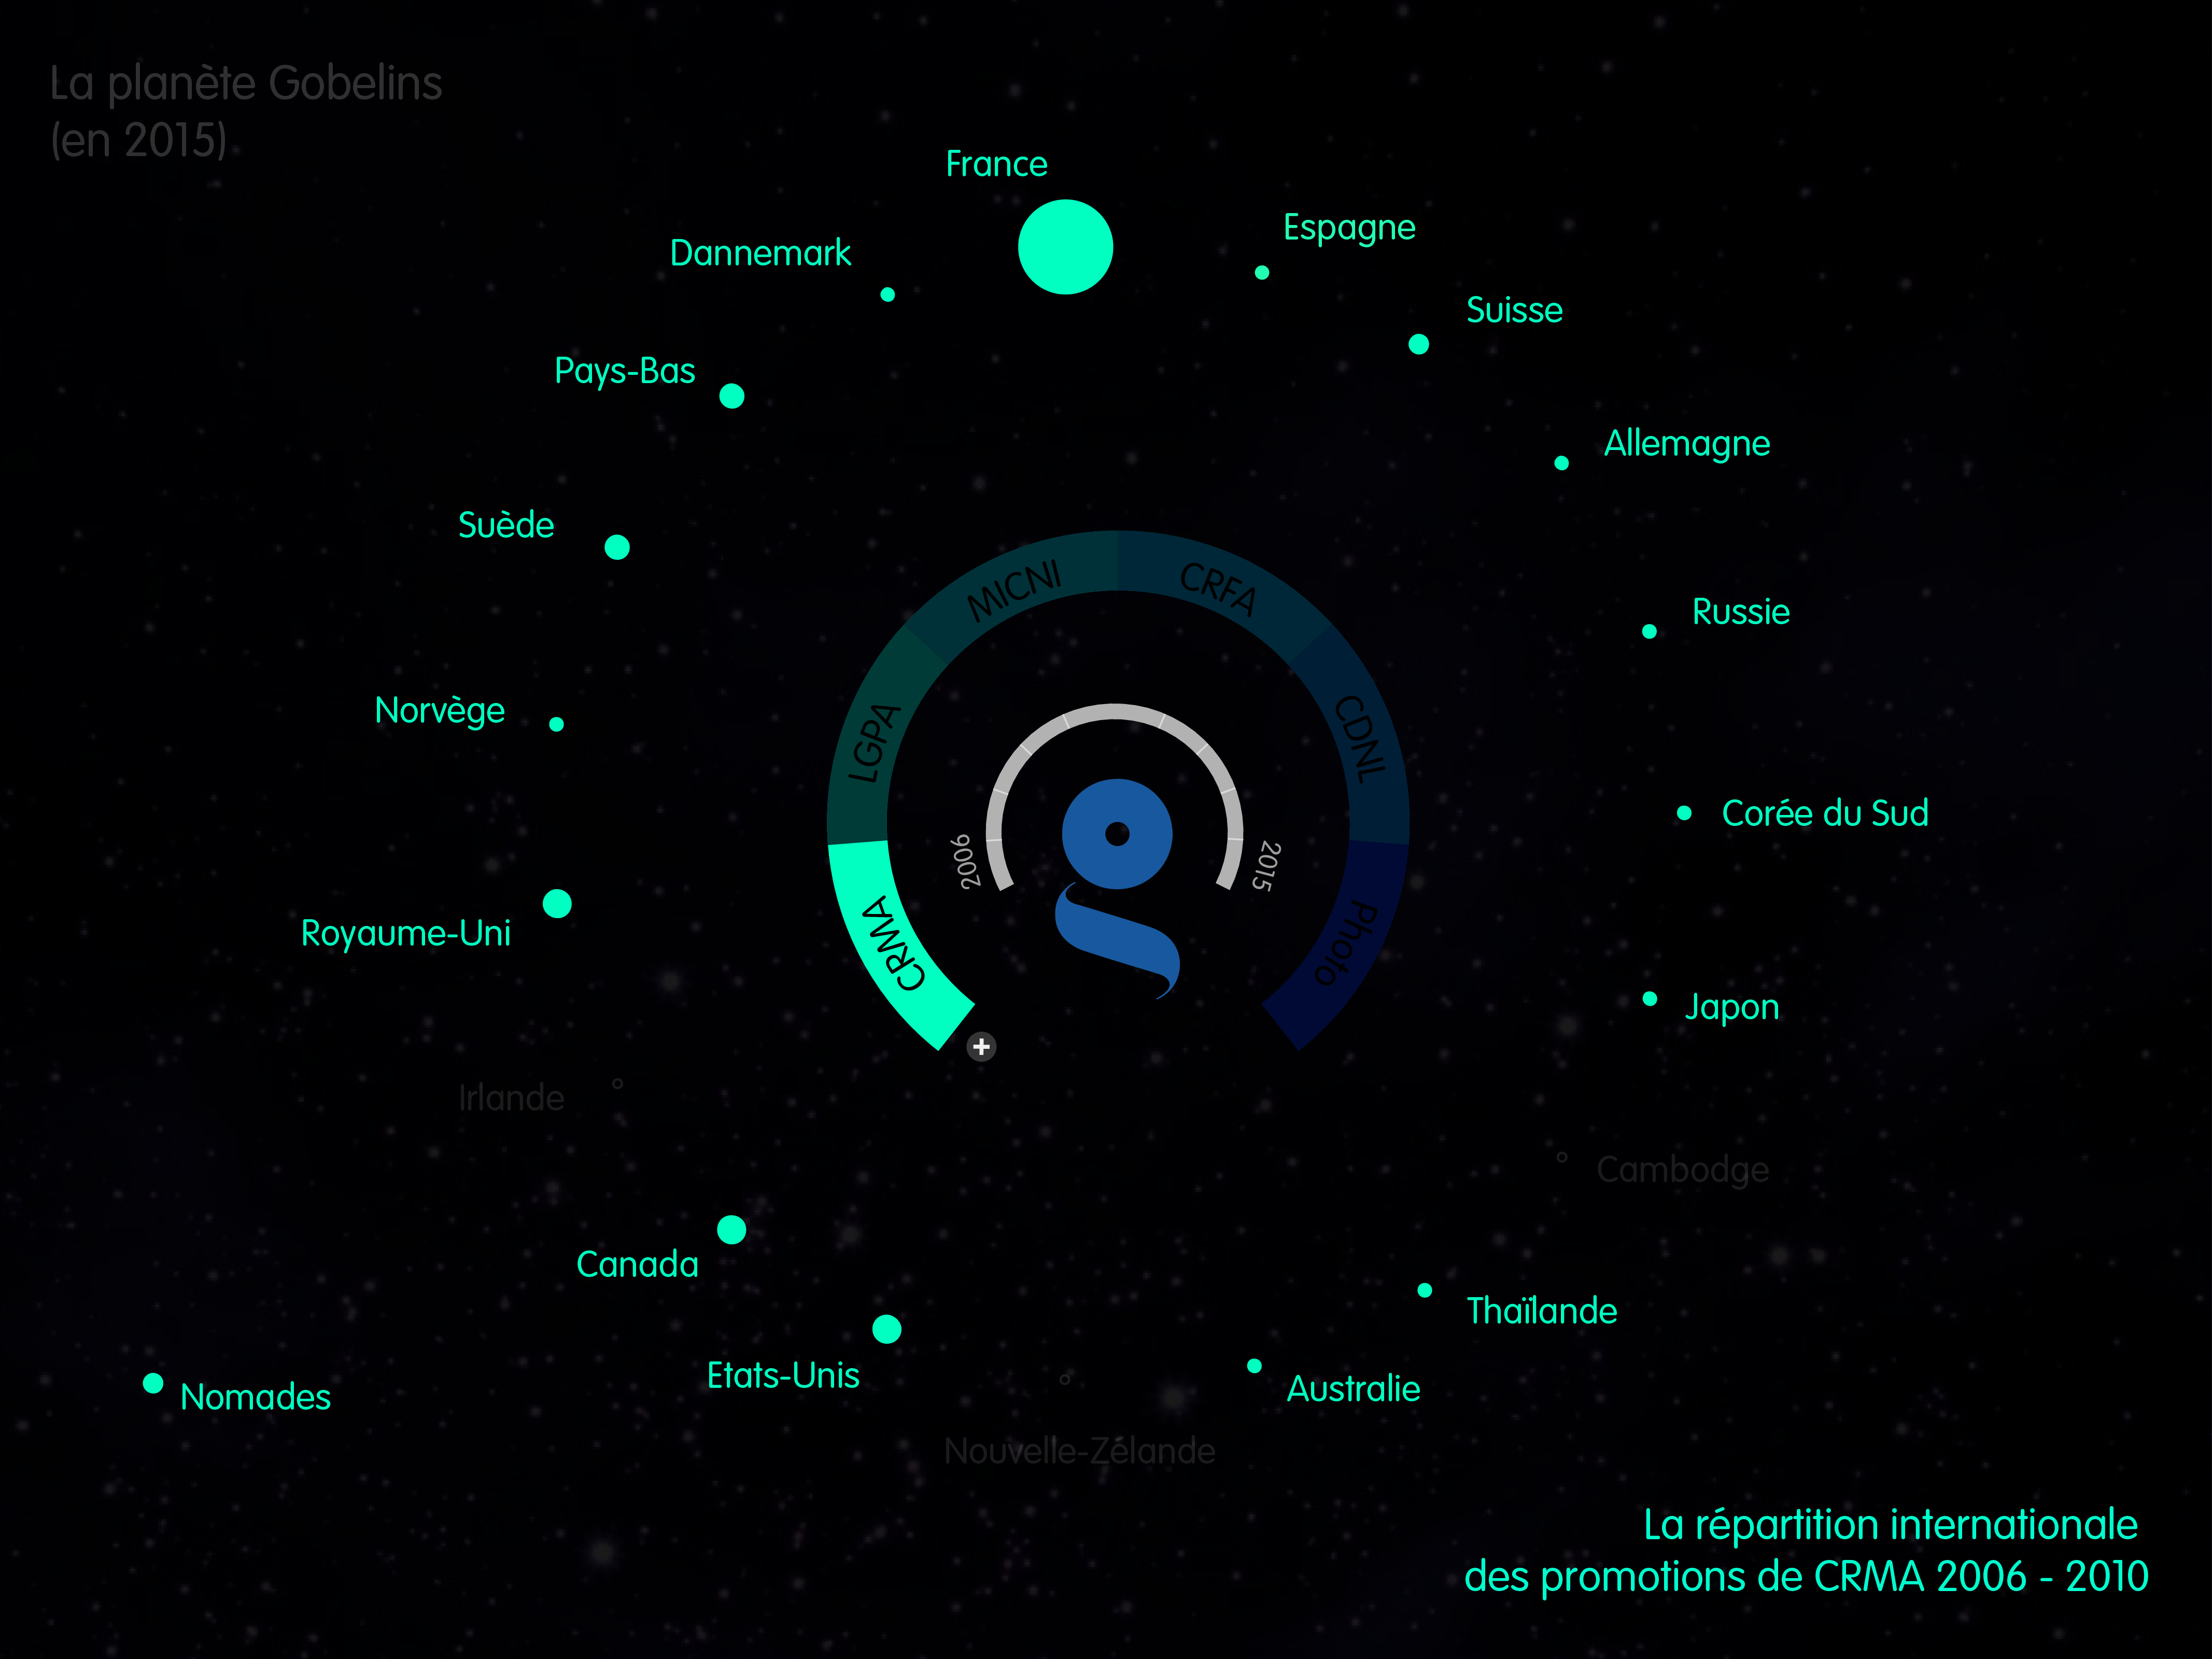 La planète Gobelins
(en 2015)
France
Espagne
Dannemark
Suisse
Pays-Bas
Allemagne
Suède
MICNI
CRFA
Russie
Norvège
LGPA
CDNL
Corée du Sud
2006
2015
Royaume-Uni
CRMA
Photo
Japon
Irlande
Cambodge
Canada
Thaïlande
Etats-Unis
Australie
Nomades
Nouvelle-Zélande
La répartition internationale
des promotions de CRMA 2006 - 2010